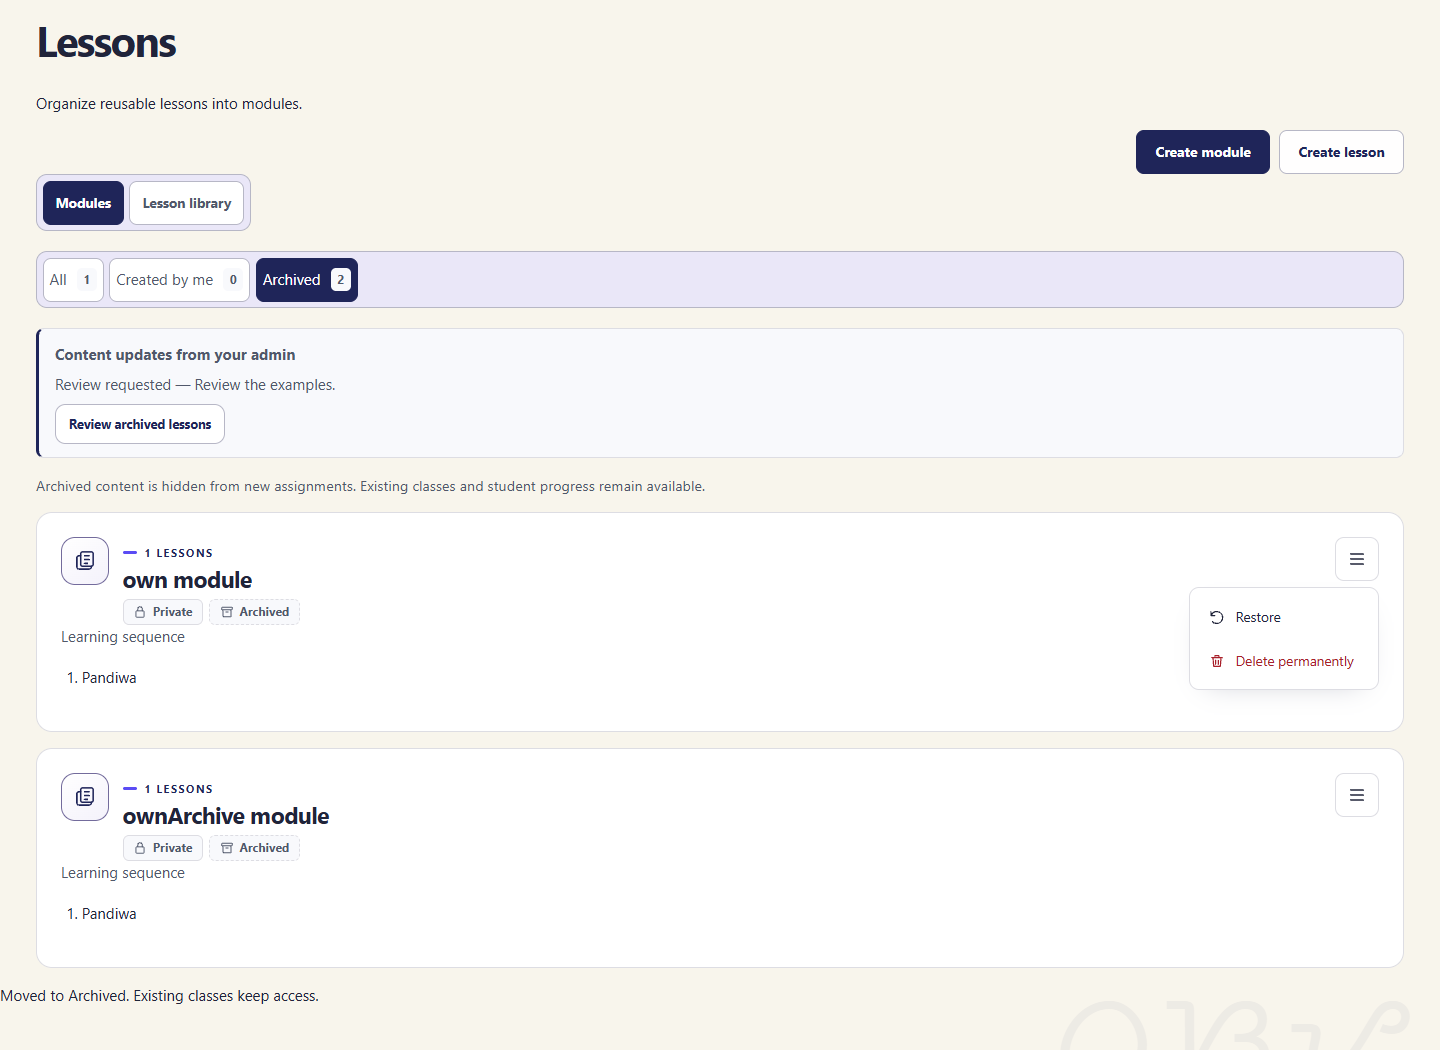 Lessons
Organize reusable lessons into modules.
Create module
Create lesson
Modules
Lesson library
All 1
Created by me 0
Archived 2
Content updates from your admin
Review requested — Review the examples.
Review archived lessons
Archived content is hidden from new assignments. Existing classes and student progress remain available.
1 LESSONS
own module
Private
Archived
Learning sequence
1. Pandiwa
Restore
Delete permanently
1 LESSONS
ownArchive module
Private
Archived
Learning sequence
1. Pandiwa
Moved to Archived. Existing classes keep access.